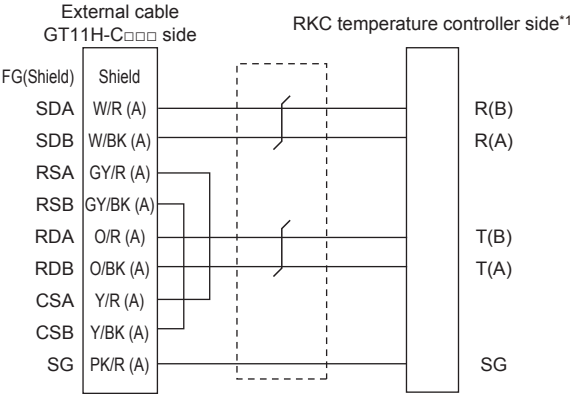 External cable
GT11H-C□□□ side
RKC temperature controller side*1
FG(Shield) Shield
SDA W/R (A) R(B)
SDB W/BK (A) R(A)
RSA GY/R (A)
RSB GY/BK (A)
RDA O/R (A) T(B)
RDB O/BK (A) T(A)
CSA Y/R (A)
CSB Y/BK (A)
SG PK/R (A) SG